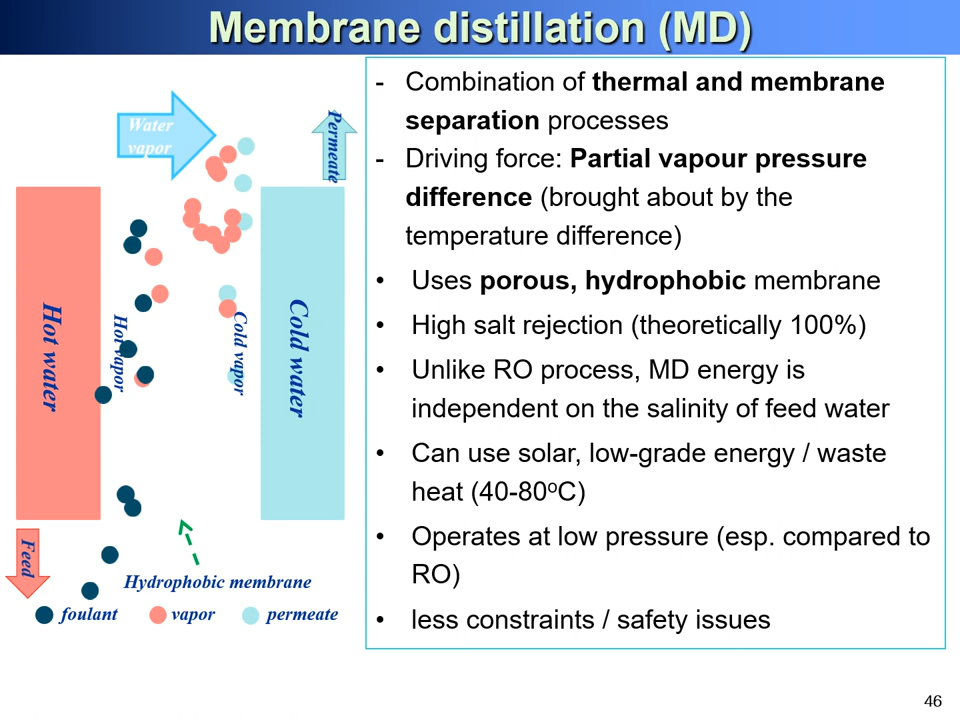 Membrane distillation (MD)
Water
vapor
Permeate
Hot water
Hot vapor
Cold vapor
Cold water
Feed
Hydrophobic membrane
foulant
vapor
permeate
- Combination of thermal and membrane
separation processes
- Driving force: Partial vapour pressure
difference (brought about by the
temperature difference)
• Uses porous, hydrophobic membrane
• High salt rejection (theoretically 100%)
• Unlike RO process, MD energy is
independent on the salinity of feed water
• Can use solar, low-grade energy / waste
heat (40-80ºC)
• Operates at low pressure (esp. compared to
RO)
• less constraints / safety issues
46